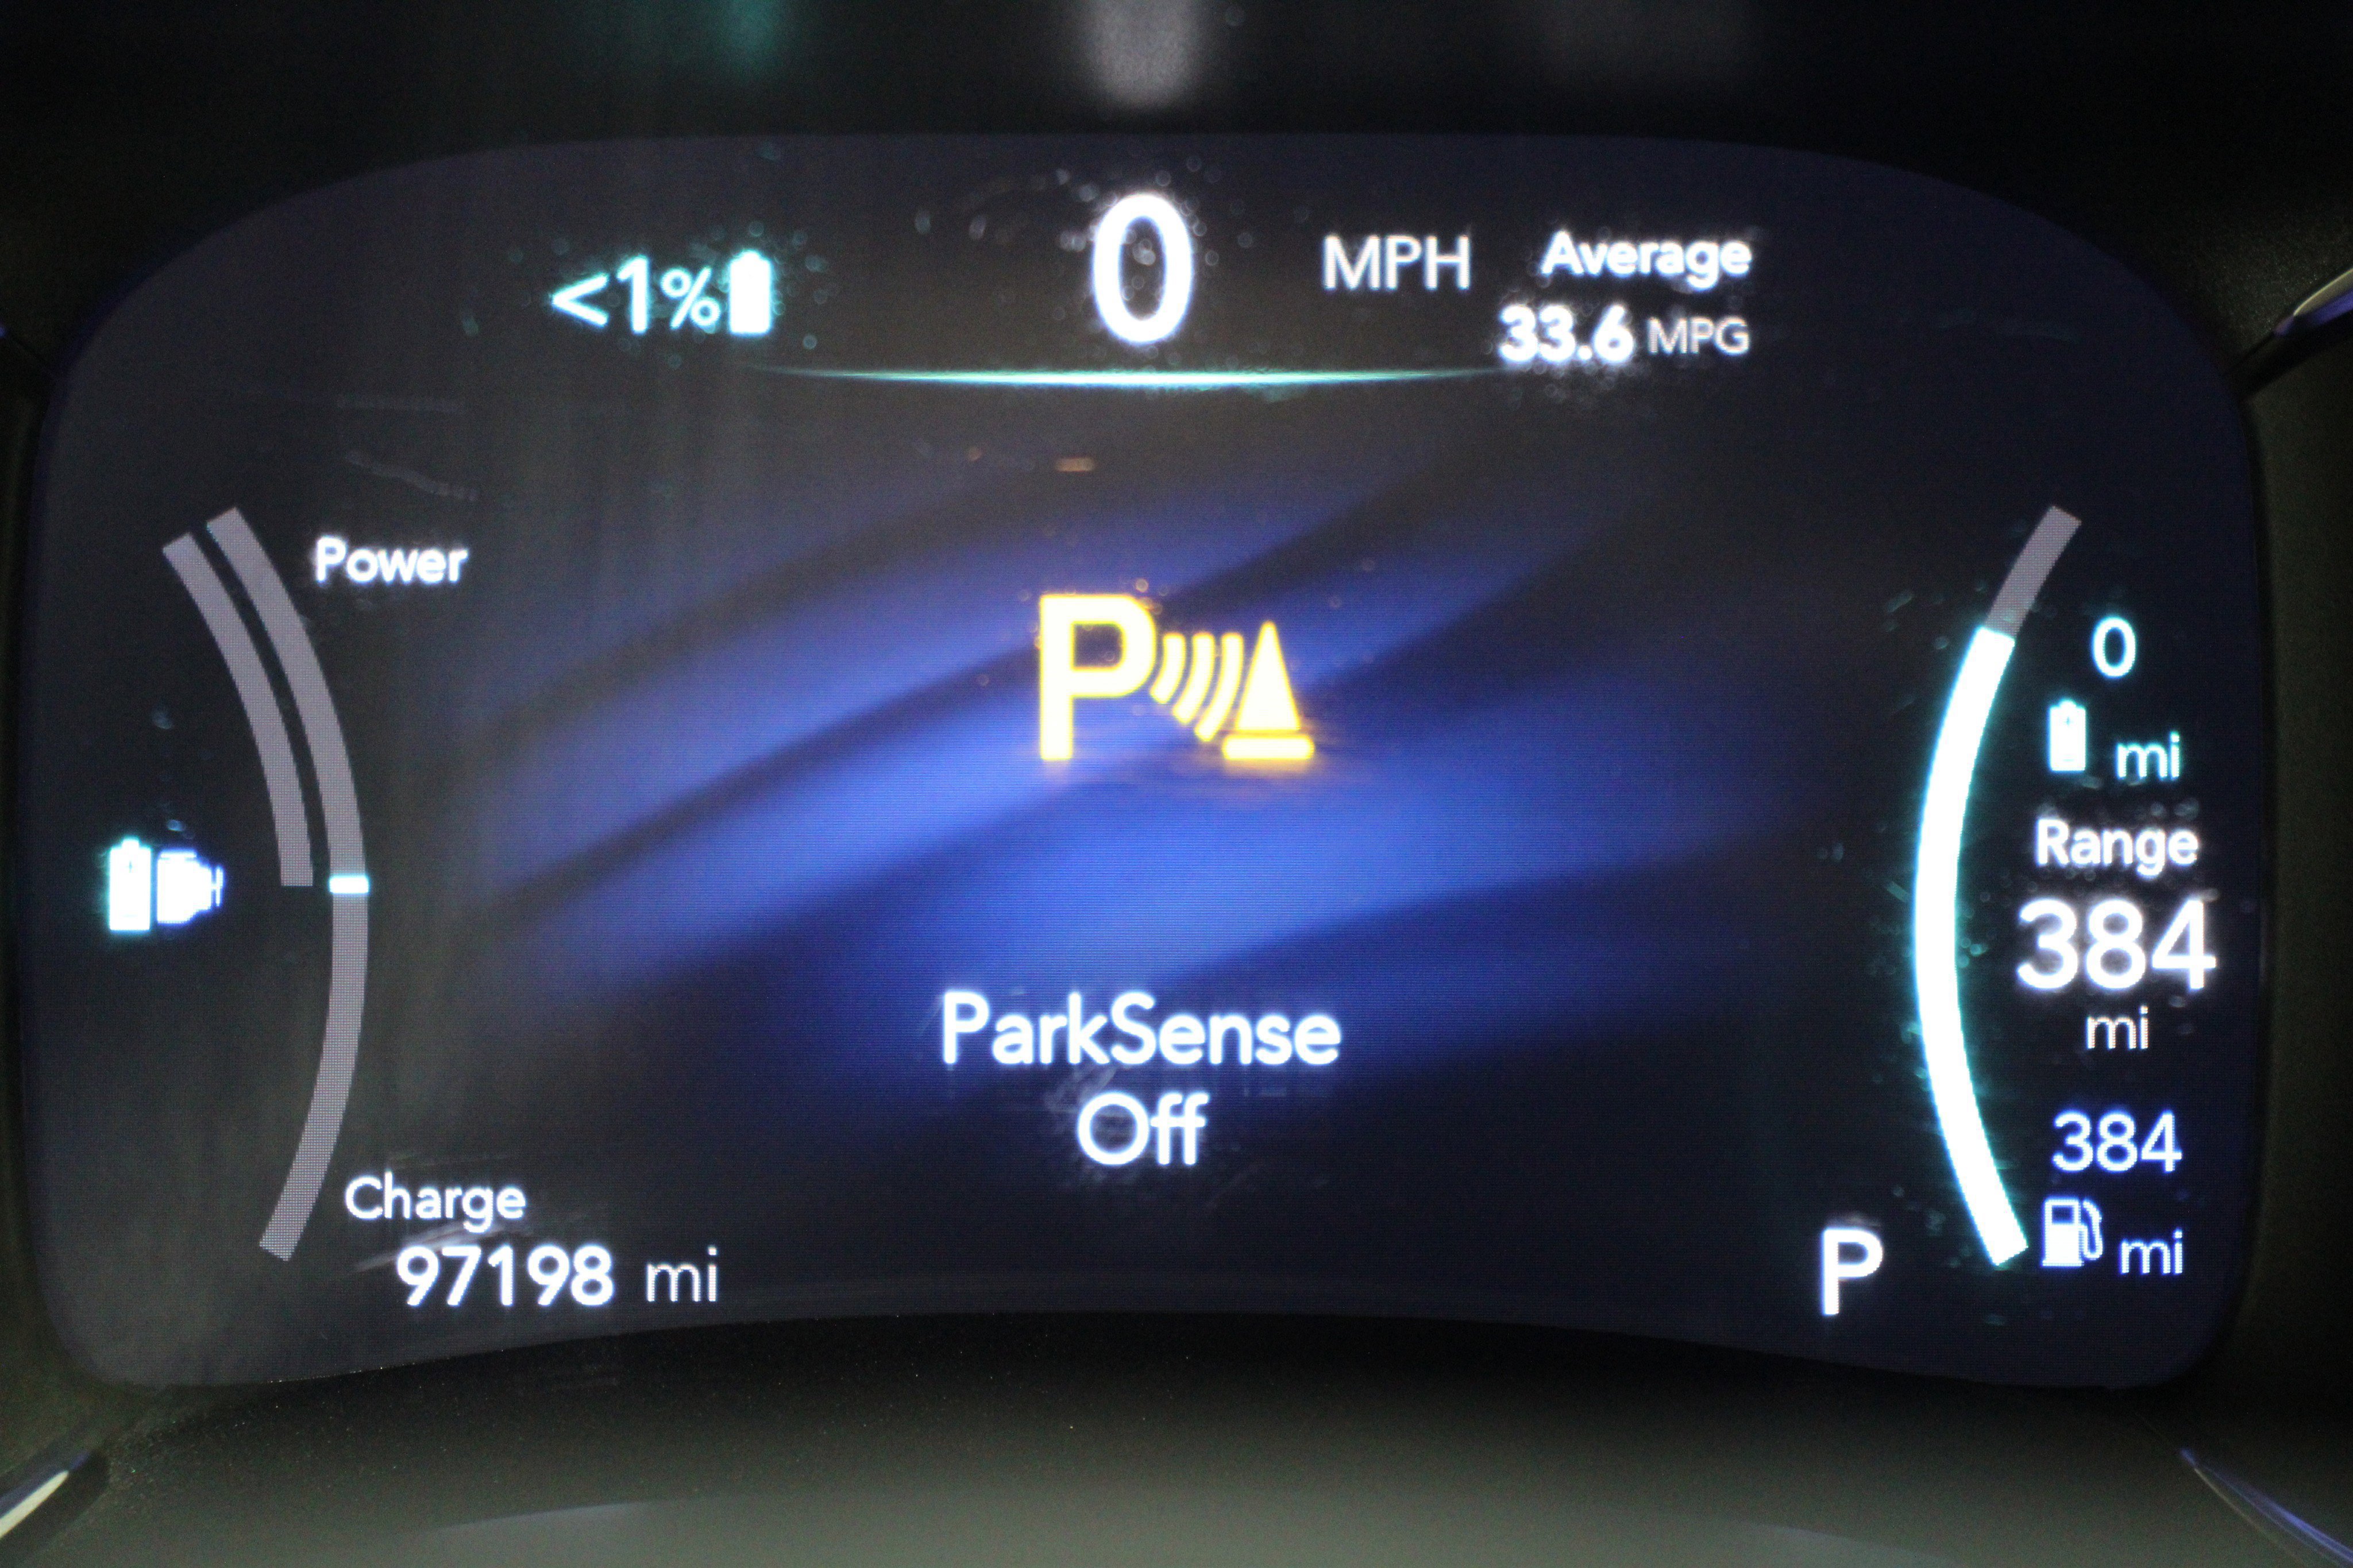 <1%
0 MPH
Average
33.6 MPG
Power
P
0
mi
Range
384
mi
ParkSense
Off
384
mi
Charge
97198 mi
P